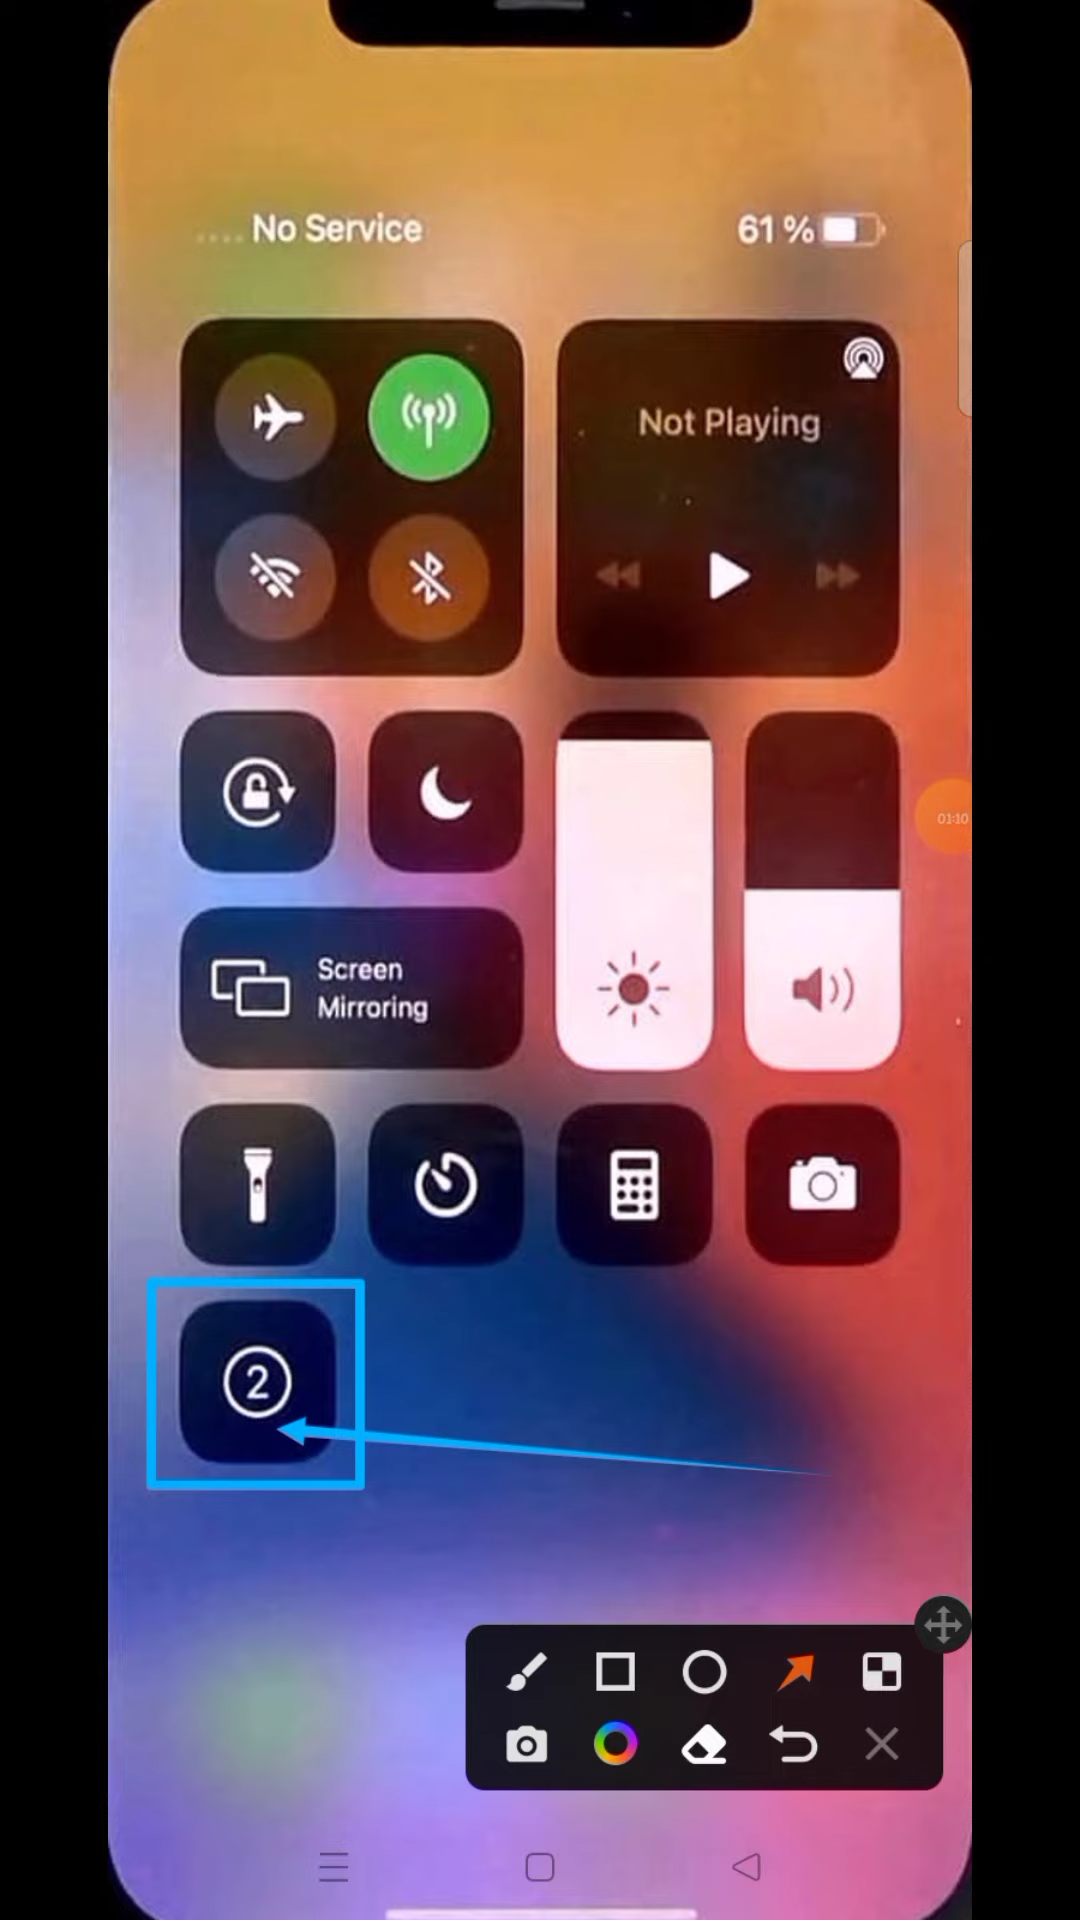 No Service
61 %
Not Playing
01:10
Screen
Mirroring
2